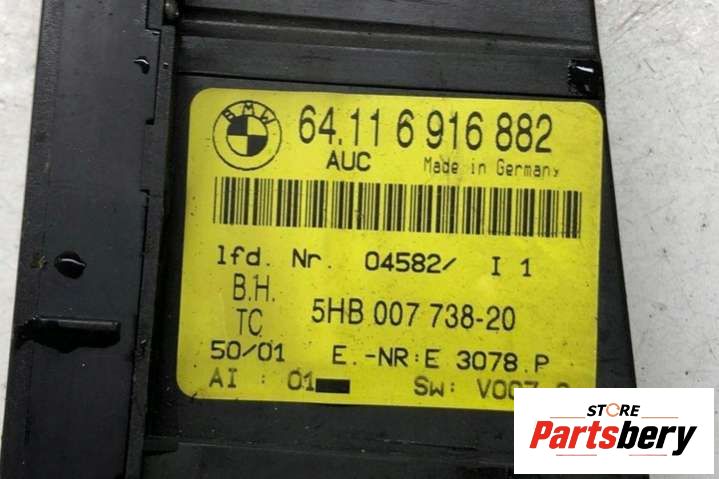 BMW
64.11 6 916 882
AUC Made in Germany
lfd. Nr. 04582/ I 1
B.H.
TC 5HB 007 738-20
50/01 E.-NR:E 3078.P
AI : 01 SW:
STORE
Partsbery